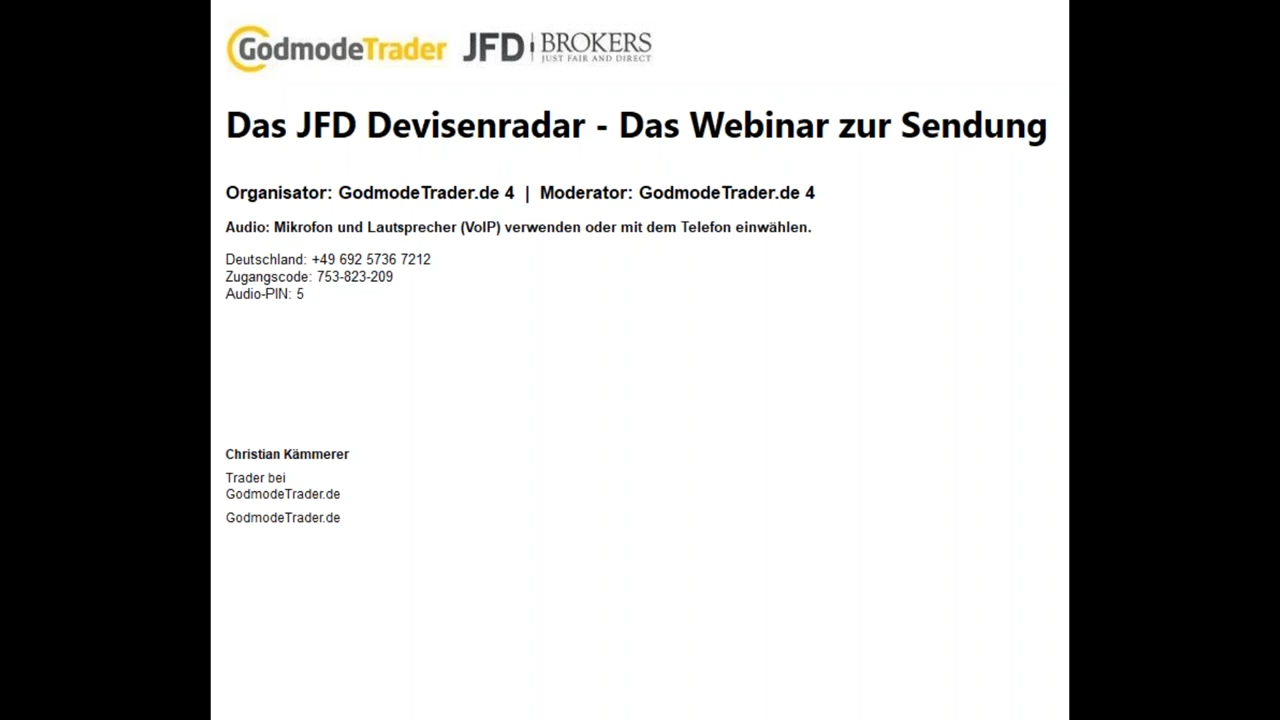 GodmodeTrader JFD BROKERS
JUST FAIR AND DIRECT
Das JFD Devisenradar - Das Webinar zur Sendung
Organisator: GodmodeTrader.de 4 | Moderator: GodmodeTrader.de 4
Audio: Mikrofon und Lautsprecher (VoIP) verwenden oder mit dem Telefon einwählen.
Deutschland: +49 692 5736 7212
Zugangscode: 753-823-209
Audio-PIN: 5
Christian Kämmerer
Trader bei
GodmodeTrader.de
GodmodeTrader.de